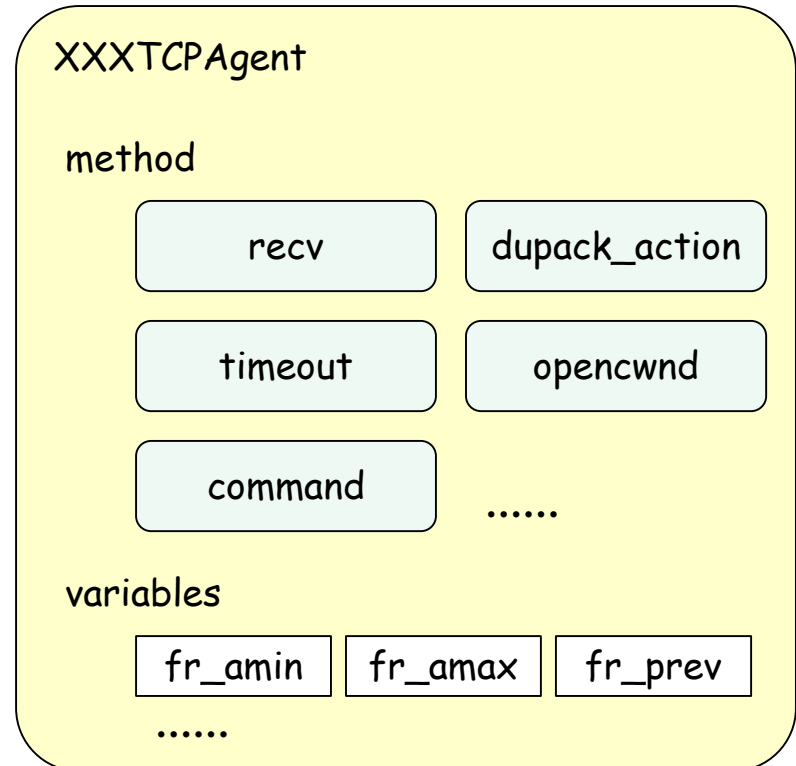 XXXTCPAgent
method
recv dupack_action
timeout opencwnd
command ......
variables
fr_amin fr_amax fr_prev
......